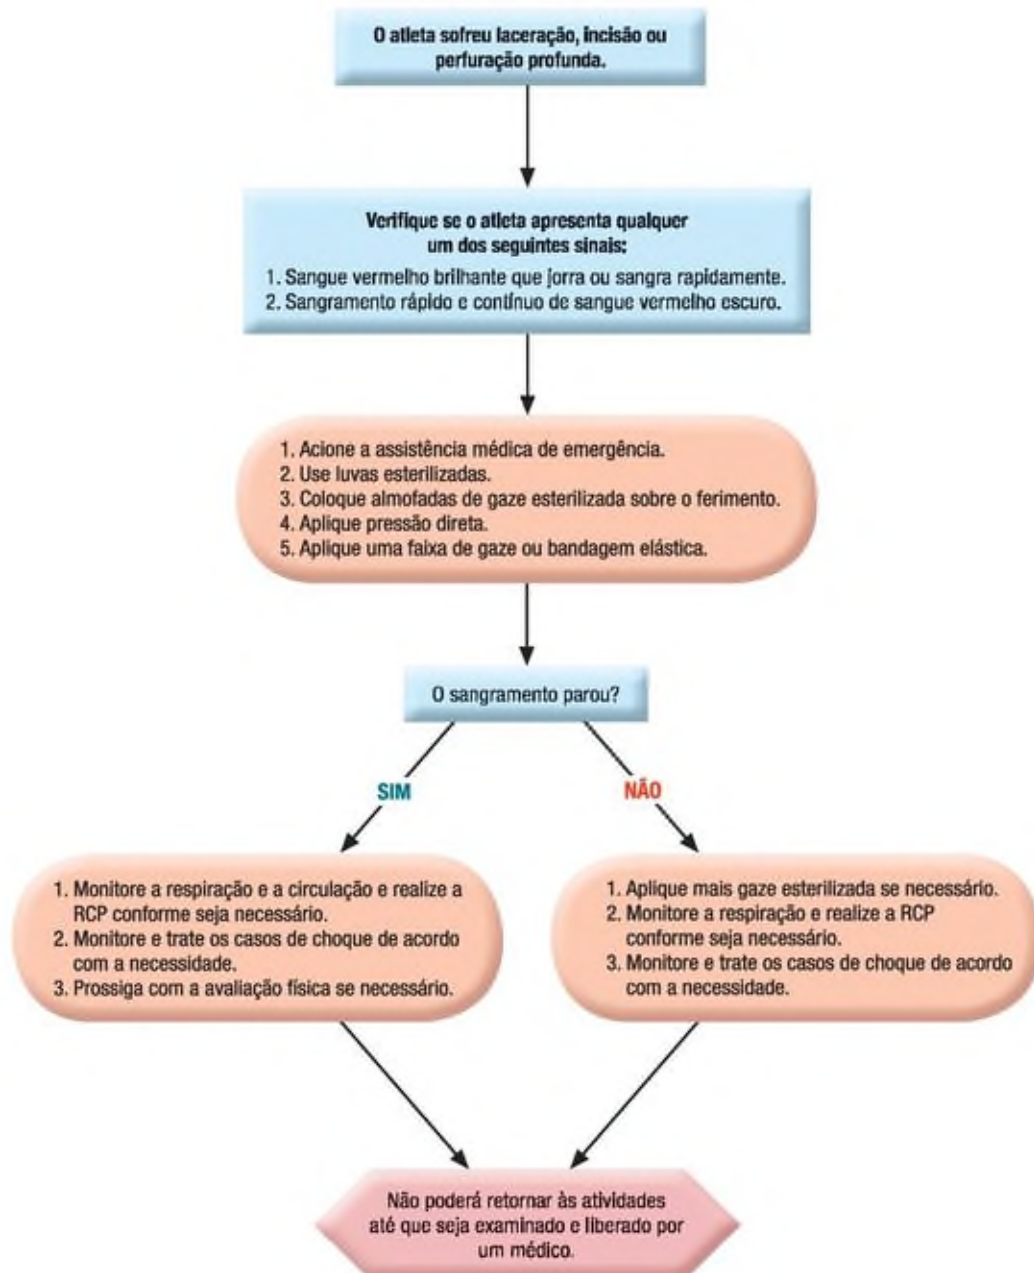 O atleta sofreu laceração, incisão ou
perfuração profunda.
Verifique se o atleta apresenta qualquer
um dos seguintes sinais:
1. Sangue vermelho brilhante que jorra ou sangra rapidamente.
2. Sangramento rápido e contínuo de sangue vermelho escuro.
1. Acione a assistência médica de emergência.
2. Use luvas esterilizadas.
3. Coloque almofadas de gaze esterilizada sobre o ferimento.
4. Aplique pressão direta.
5. Aplique uma faixa de gaze ou bandagem elástica.
O sangramento parou?
SIM
NÃO
1. Monitore a respiração e a circulação e realize a
RCP conforme seja necessário.
2. Monitore e trate os casos de choque de acordo
com a necessidade.
3. Prossiga com a avaliação física se necessário.
1. Aplique mais gaze esterilizada se necessário.
2. Monitore a respiração e realize a RCP
conforme seja necessário.
3. Monitore e trate os casos de choque de acordo
com a necessidade.
Não poderá retornar às atividades
até que seja examinado e liberado por
um médico.